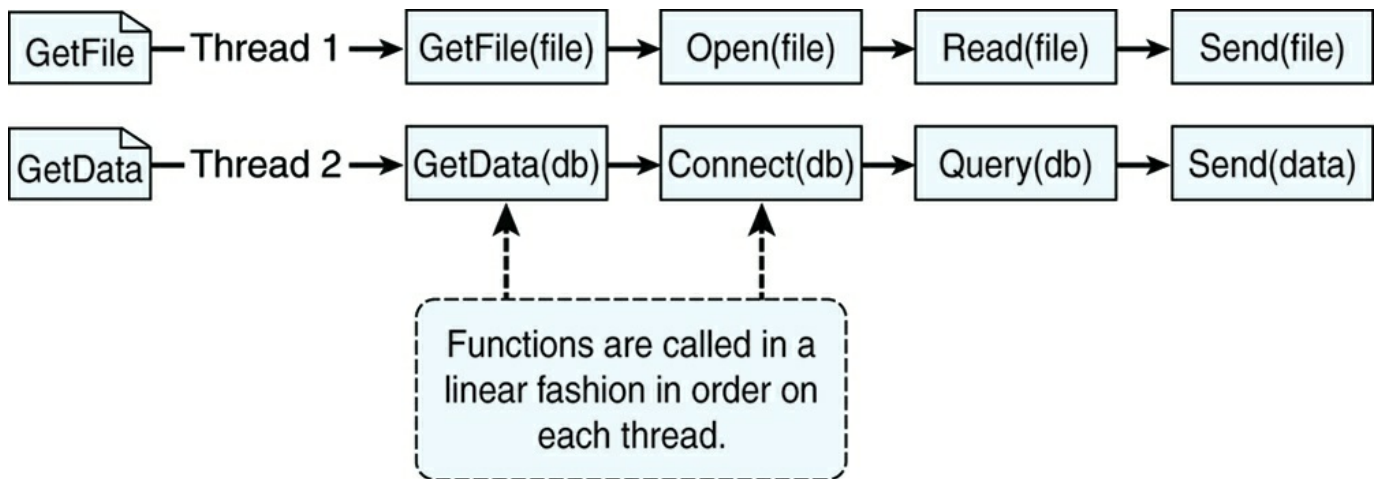 GetFile Thread 1 GetFile(file) Open(file) Read(file) Send(file)
GetData Thread 2 GetData(db) Connect(db) Query(db) Send(data)
Functions are called in a
linear fashion in order on
each thread.